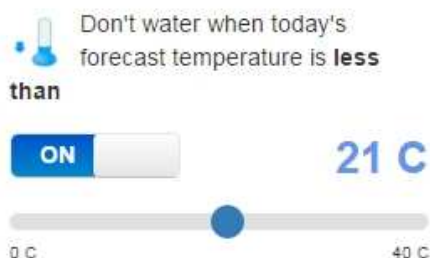 Don't water when today's
forecast temperature is less
than
ON
21 C
0 C
40 C